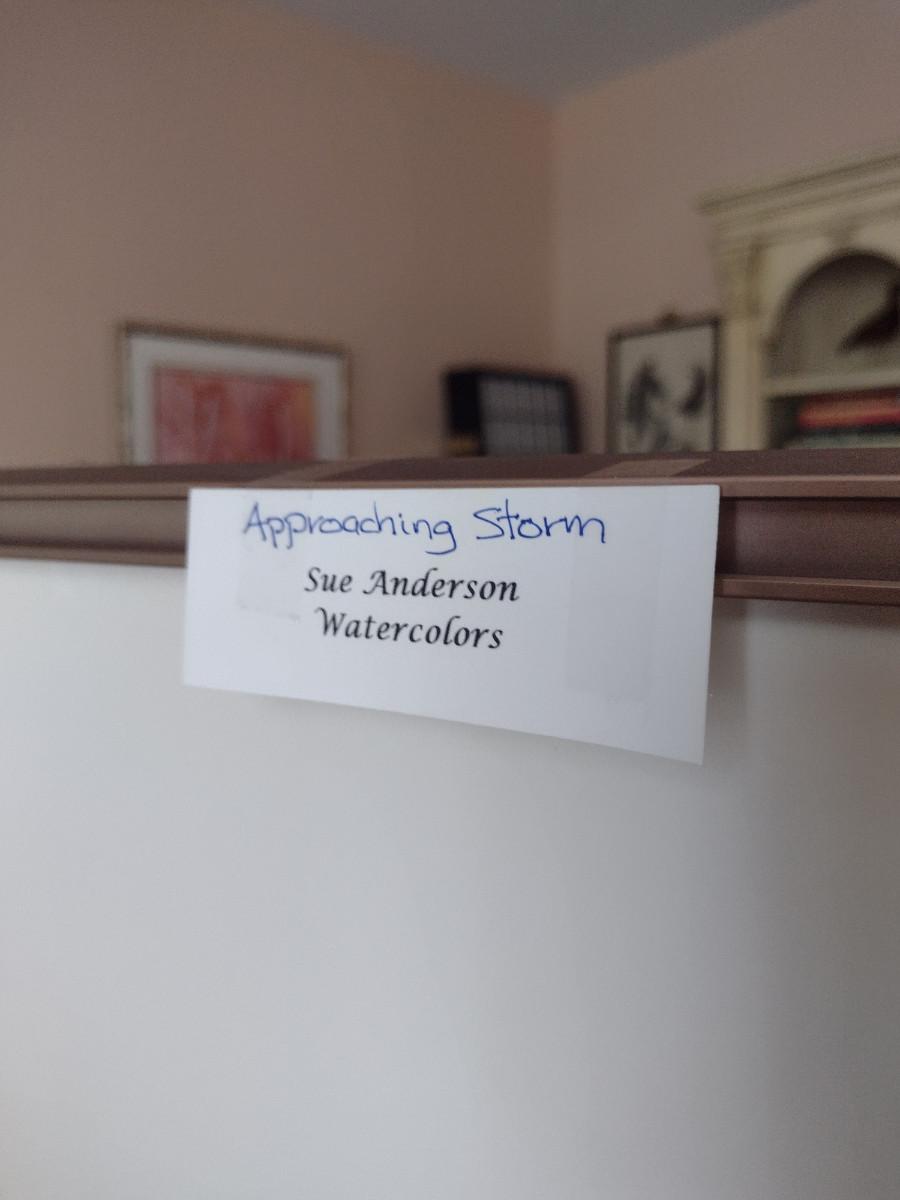 Approaching Storm
Sue Anderson
Watercolors